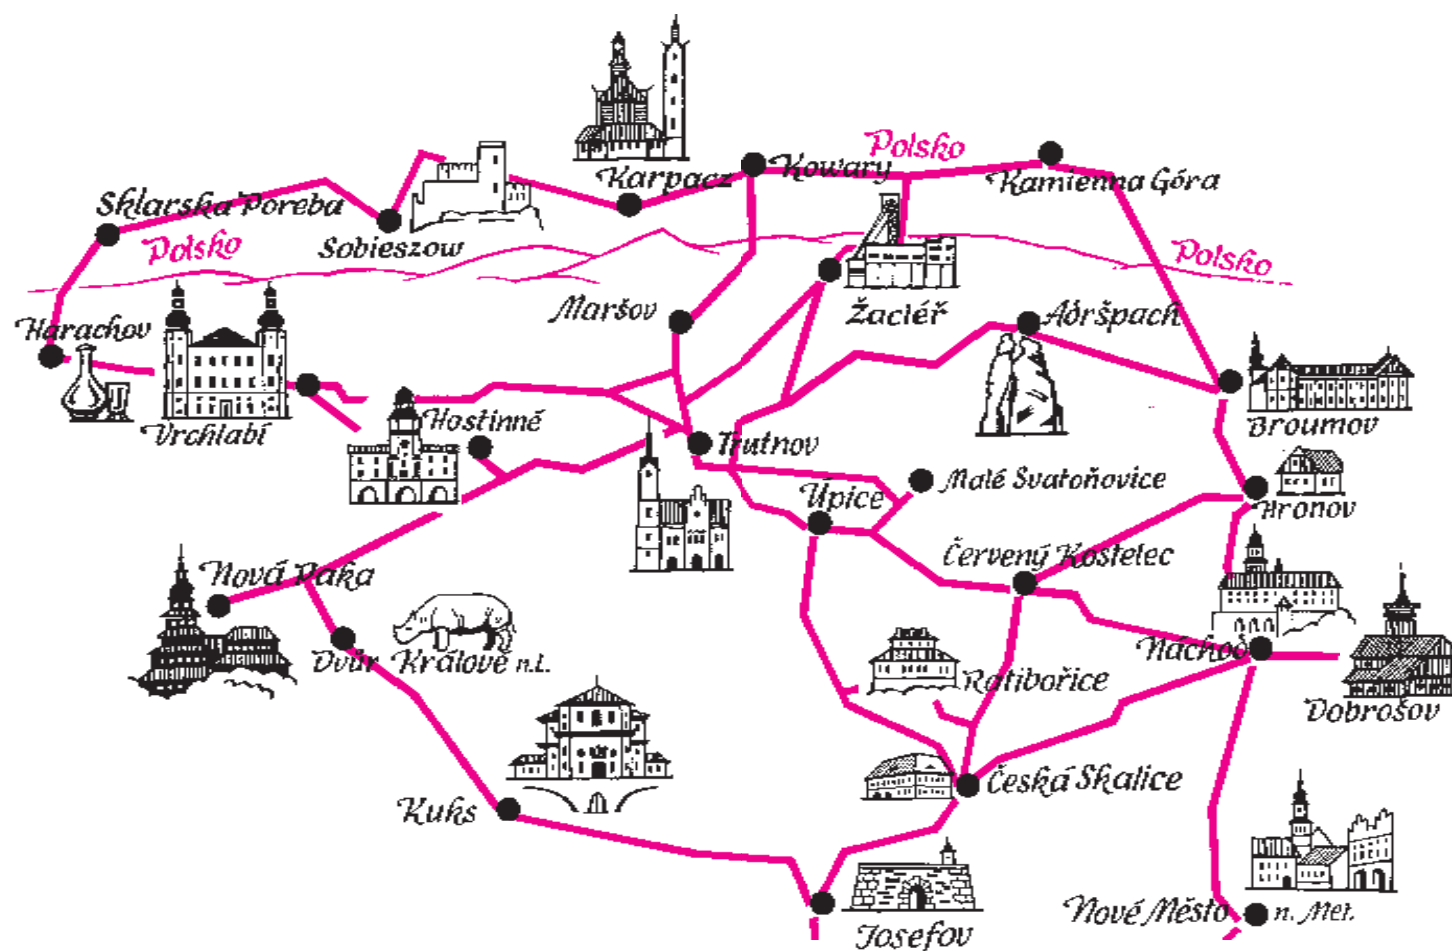 Polsko
Karpacz
Kowary
Kamienna Góra
Sklarska Poreba
Sobieszow
Polsko
Polsko
Harachov
Maršov
Žacléř
Adršpach
Vrchlabí
Hostinné
Trutnov
Broumov
Úpice
Malé Svatoňovice
Hronov
Červený Kostelec
Nová Paka
Dvůr Králové n.L.
Ratibořice
Náchod
Dobrošov
Kuks
Česká Skalice
Josefov
Nové Město n. Met.